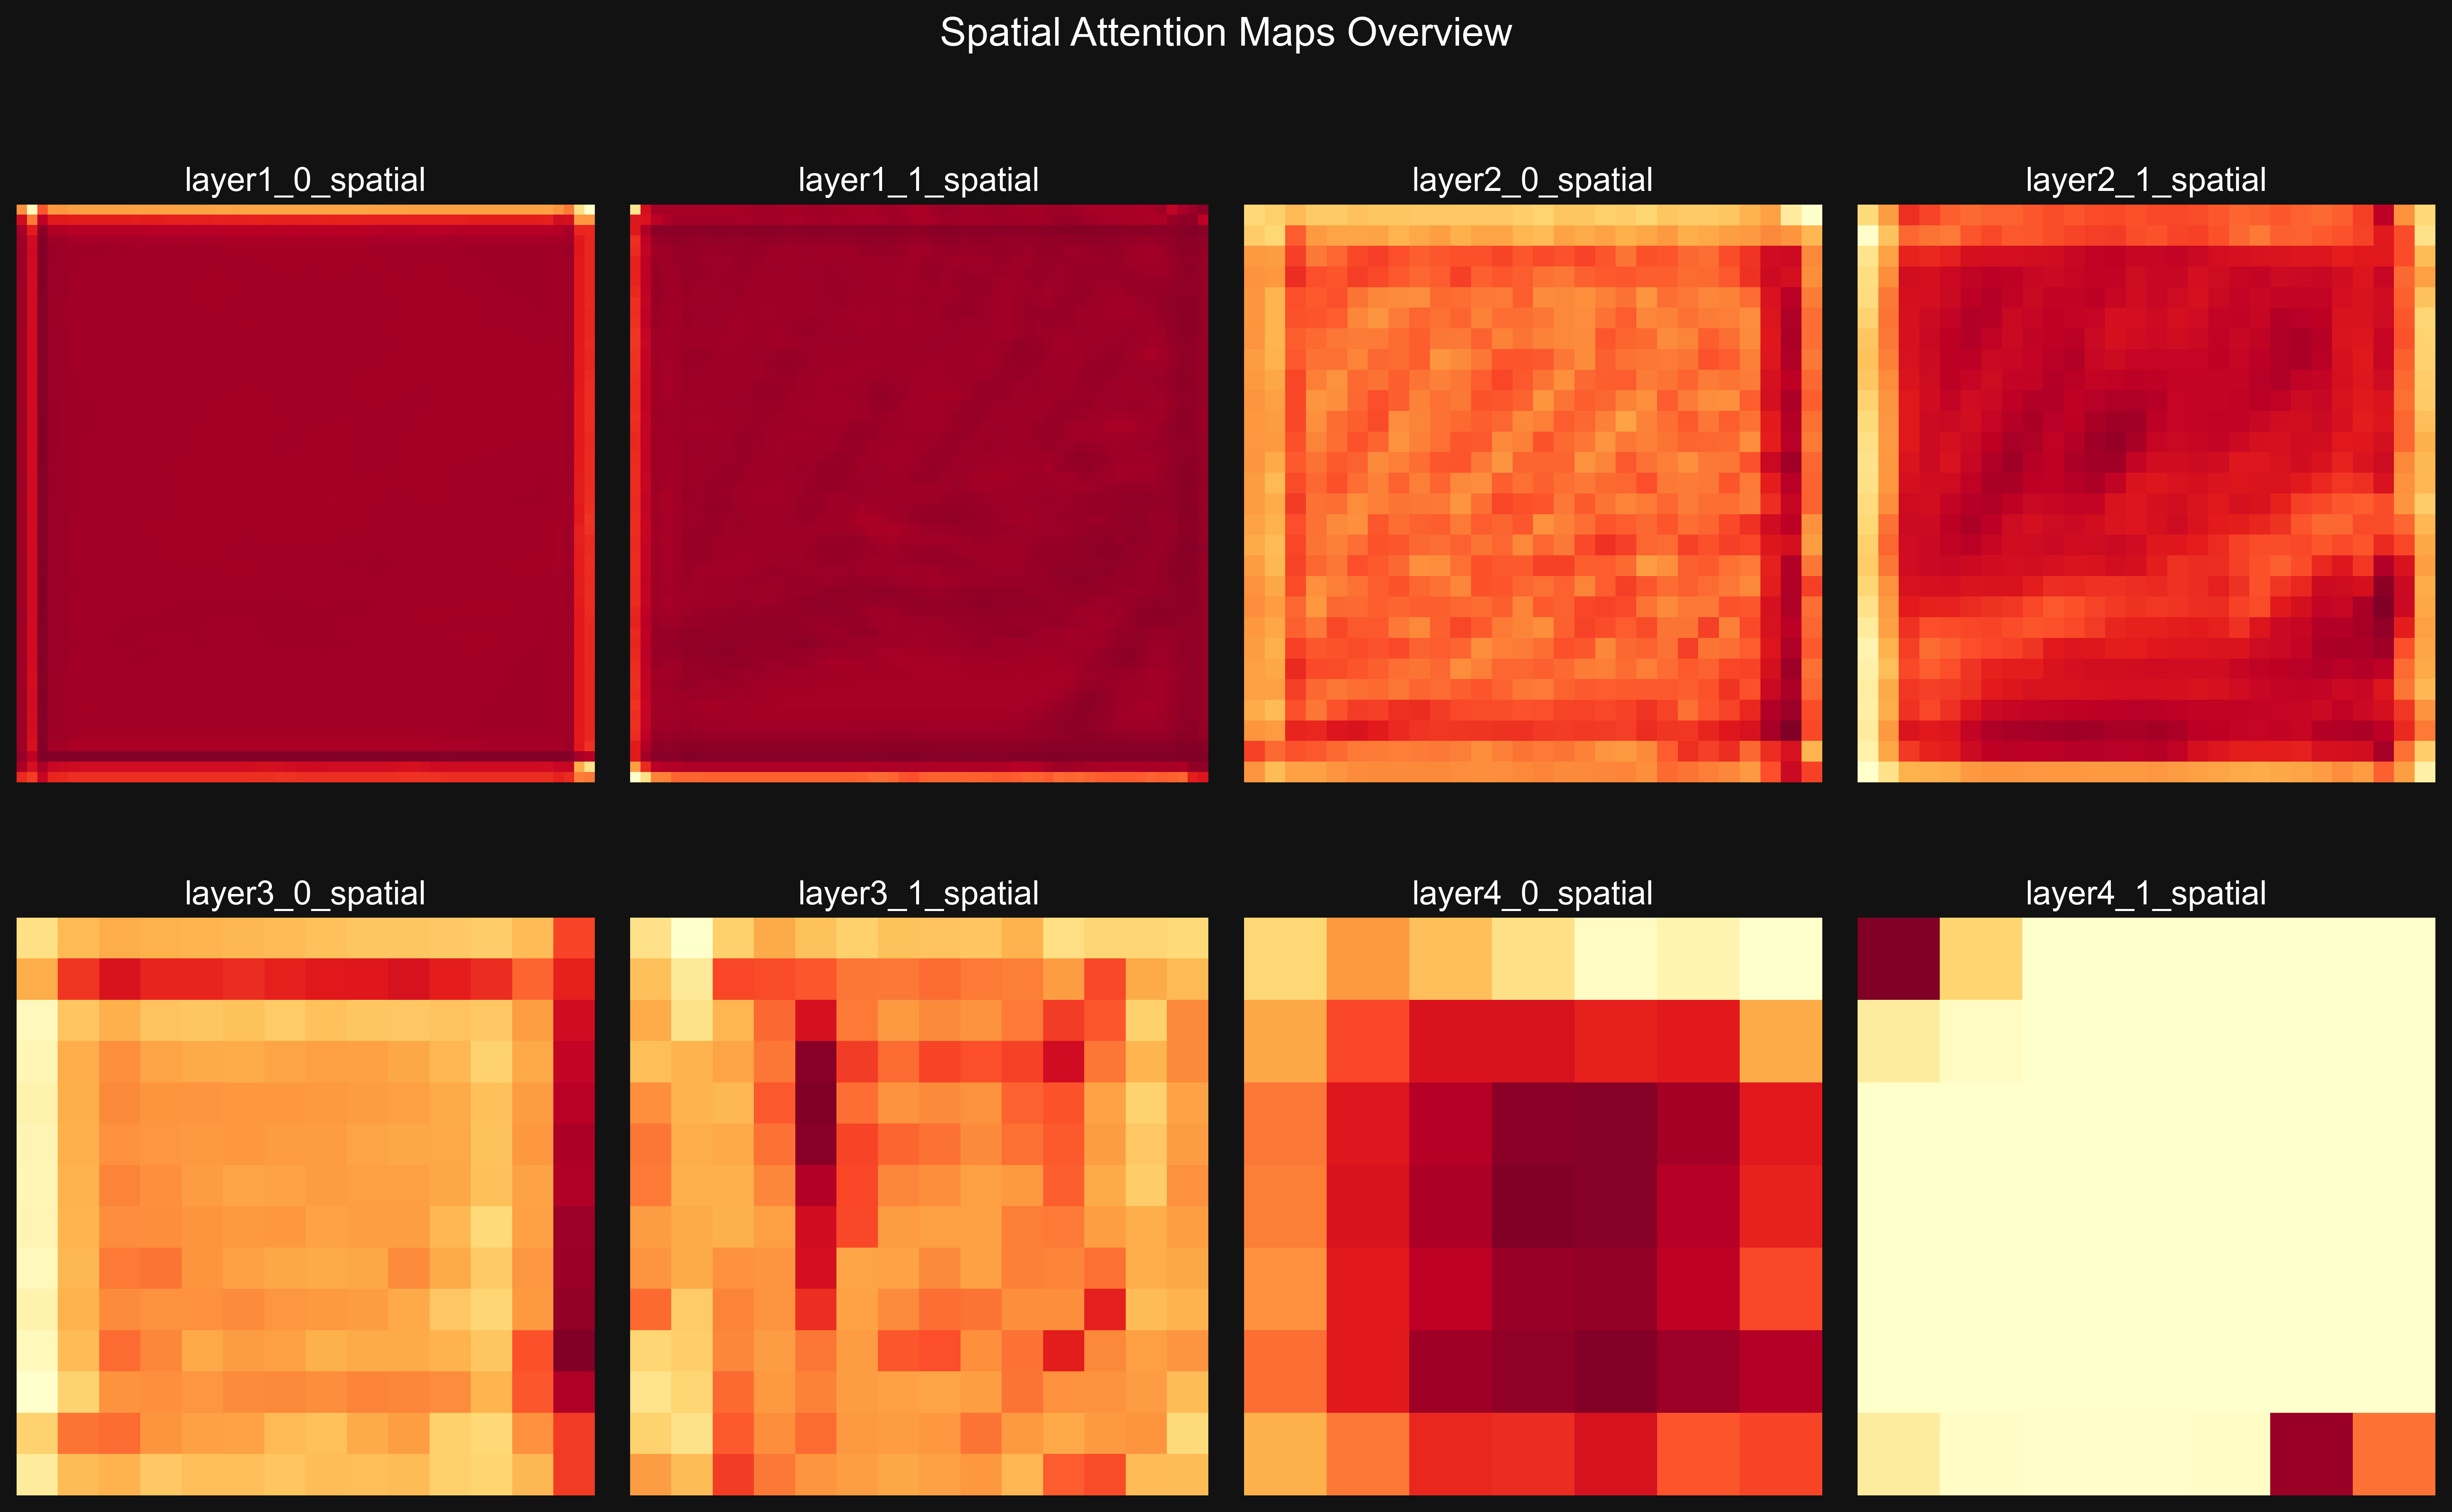 Spatial Attention Maps Overview
layer1_0_spatial
layer1_1_spatial
layer2_0_spatial
layer2_1_spatial
layer3_0_spatial
layer3_1_spatial
layer4_0_spatial
layer4_1_spatial